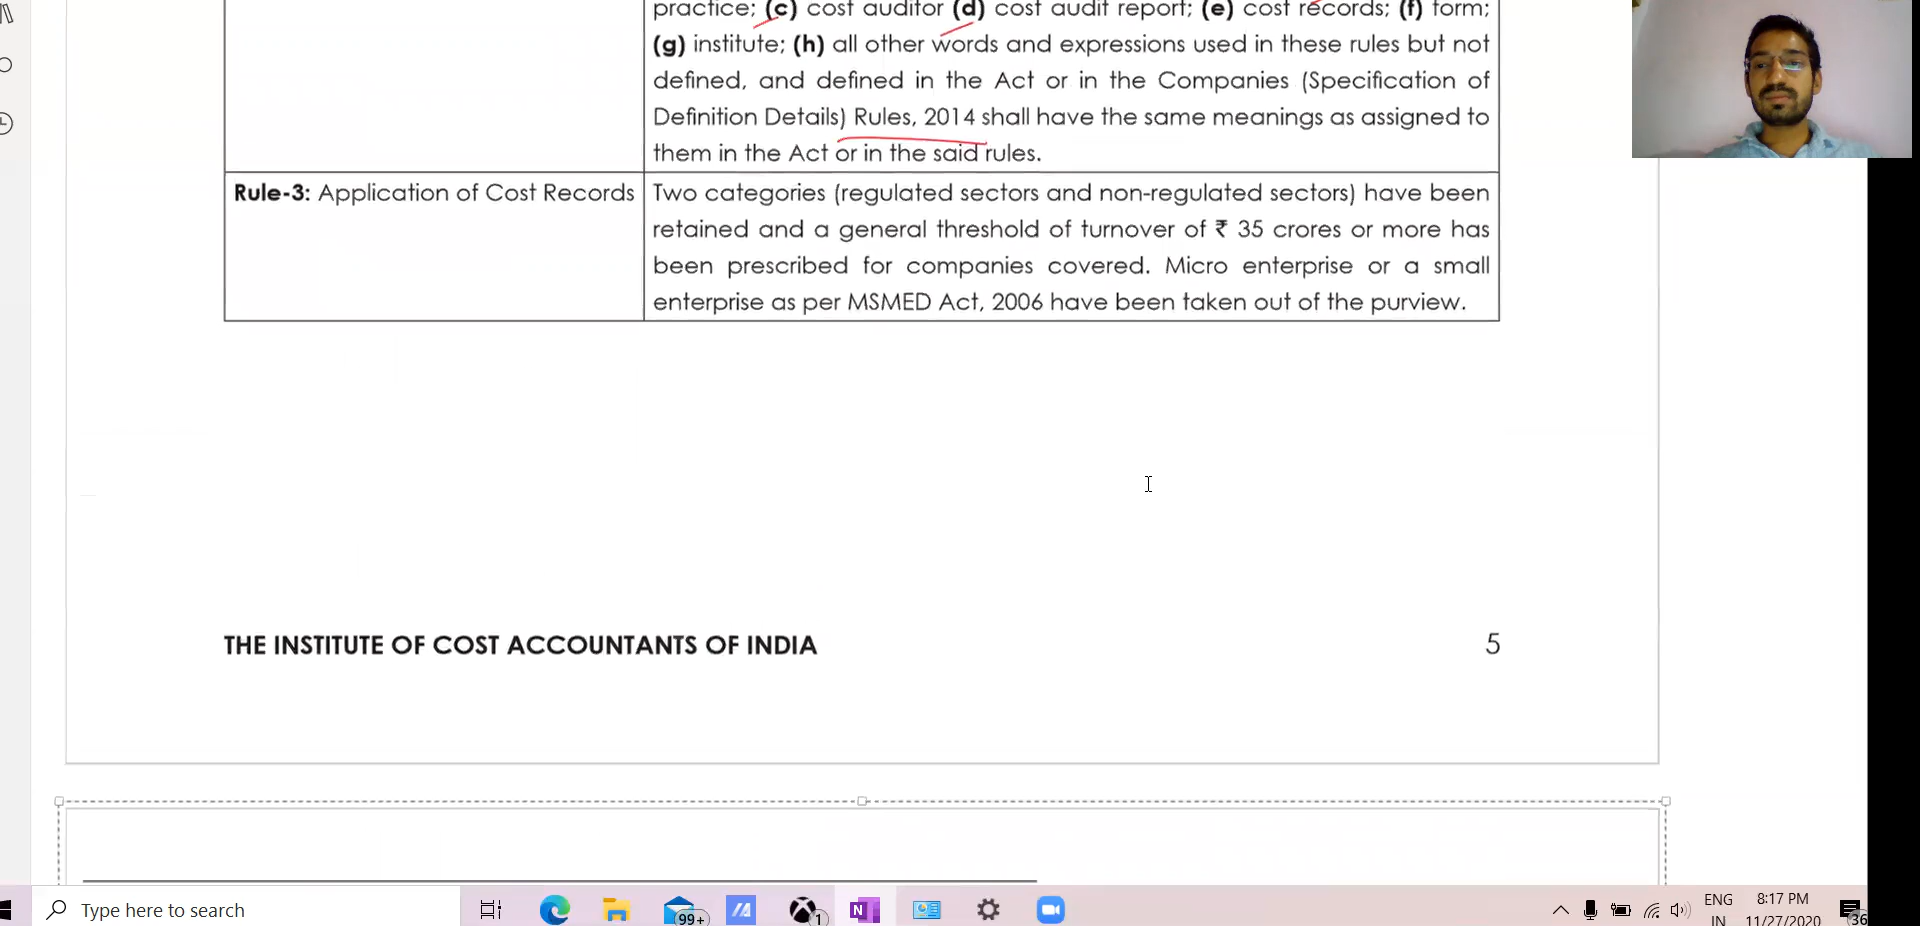 practice; (c) cost auditor (d) cost audit report; (e) cost records; (f) form;
(g) institute; (h) all other words and expressions used in these rules but not
defined, and defined in the Act or in the Companies (Specification of
Definition Details) Rules, 2014 shall have the same meanings as assigned to
them in the Act or in the said rules.
Rule-3: Application of Cost Records
Two categories (regulated sectors and non-regulated sectors) have been
retained and a general threshold of turnover of ₹ 35 crores or more has
been prescribed for companies covered. Micro enterprise or a small
enterprise as per MSMED Act, 2006 have been taken out of the purview.
THE INSTITUTE OF COST ACCOUNTANTS OF INDIA
5
Type here to search
99+
1
ENG
IN
8:17 PM
11/27/2020
36